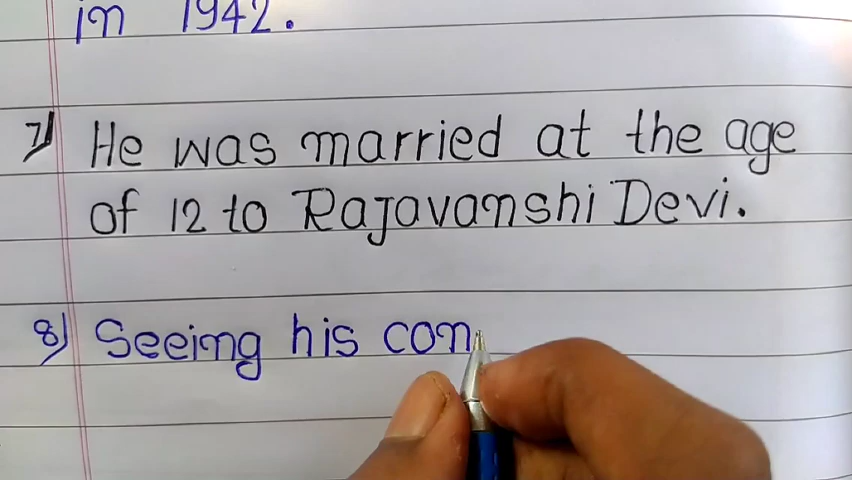 in 1942.
7) He was married at the age
of 12 to Rajavanshi Devi.
8) Seeing his con